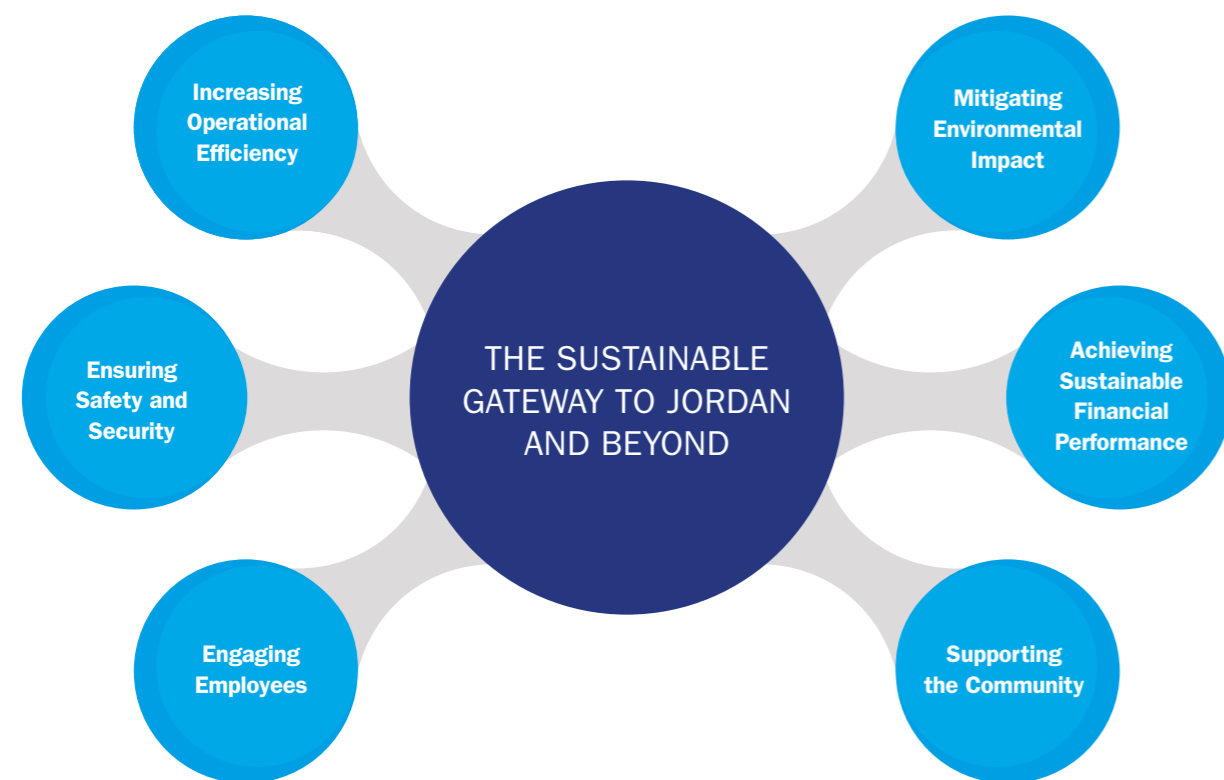 Increasing
Operational
Efficiency
Mitigating
Environmental
Impact
Ensuring
Safety and
Security
THE SUSTAINABLE
GATEWAY TO JORDAN
AND BEYOND
Achieving
Sustainable
Financial
Performance
Engaging
Employees
Supporting
the Community